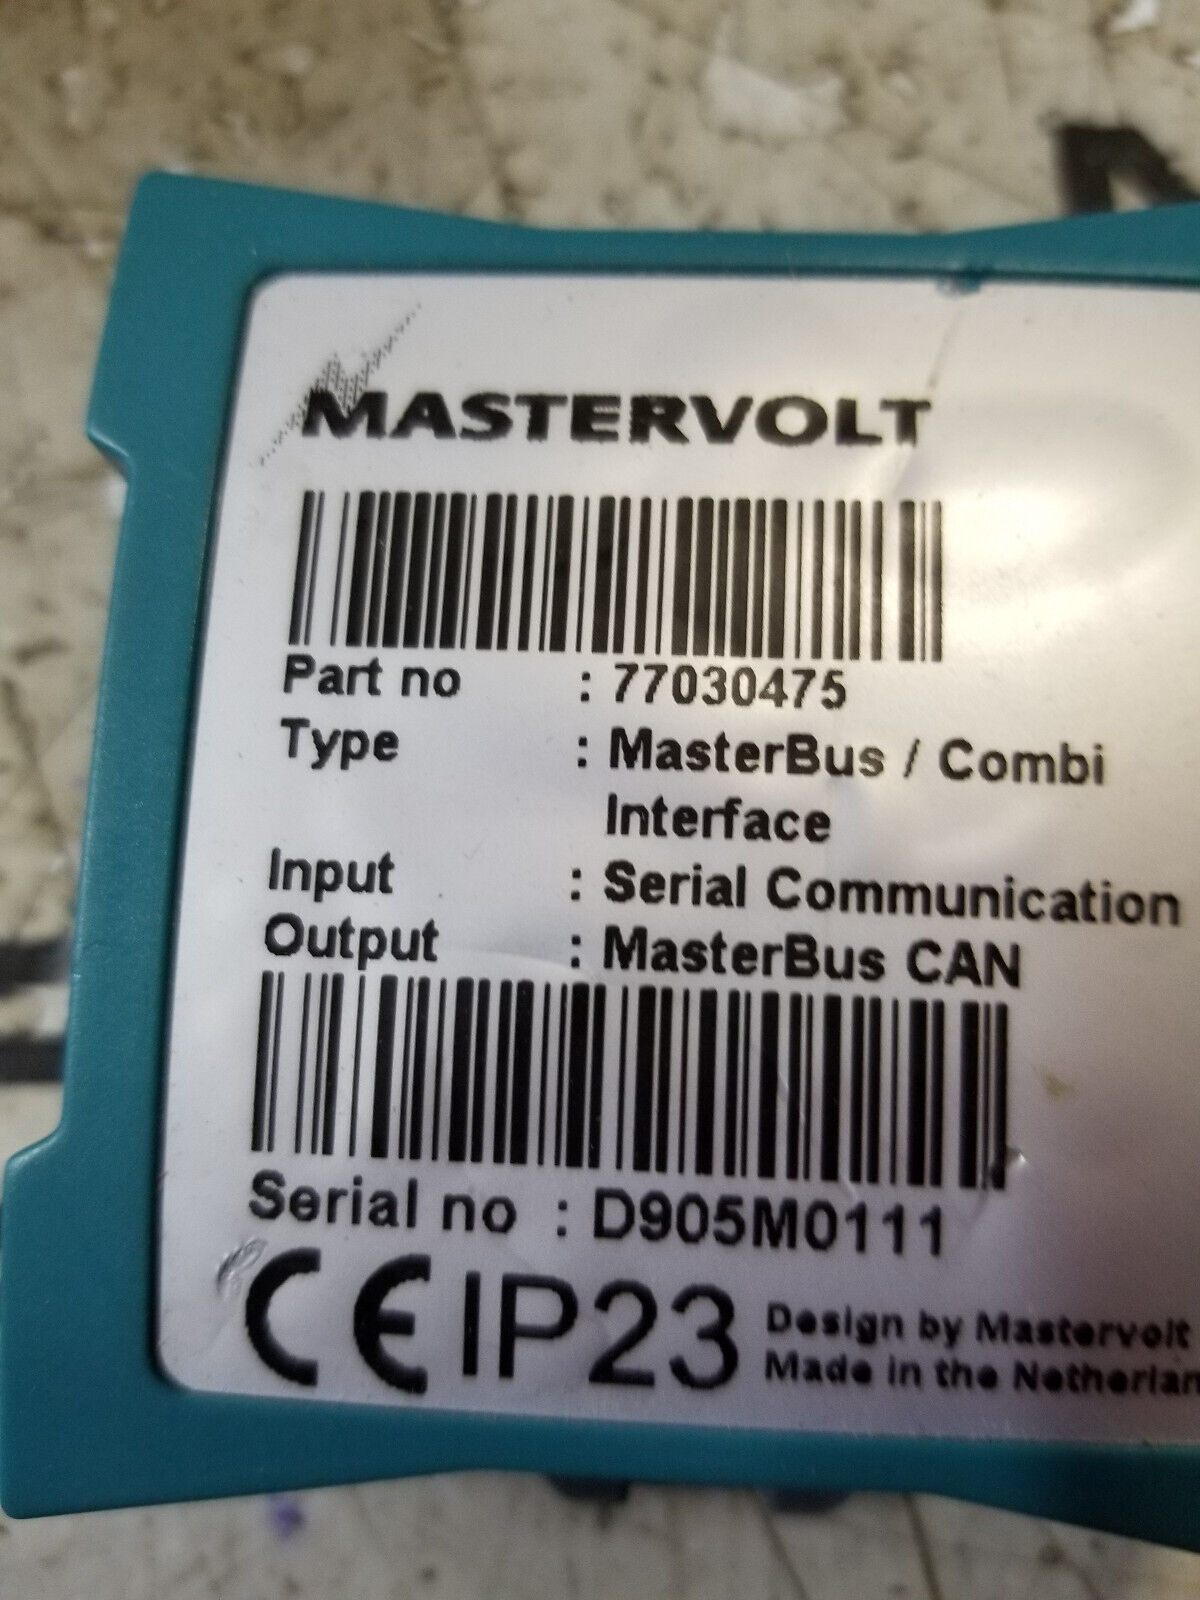 MASTERVOLT
Part no : 77030475
Type : MasterBus / Combi
Interface
Input : Serial Communication
Output : MasterBus CAN
Serial no : D905M0111
CE IP23 Design by Mastervolt
Made in the Netherlan